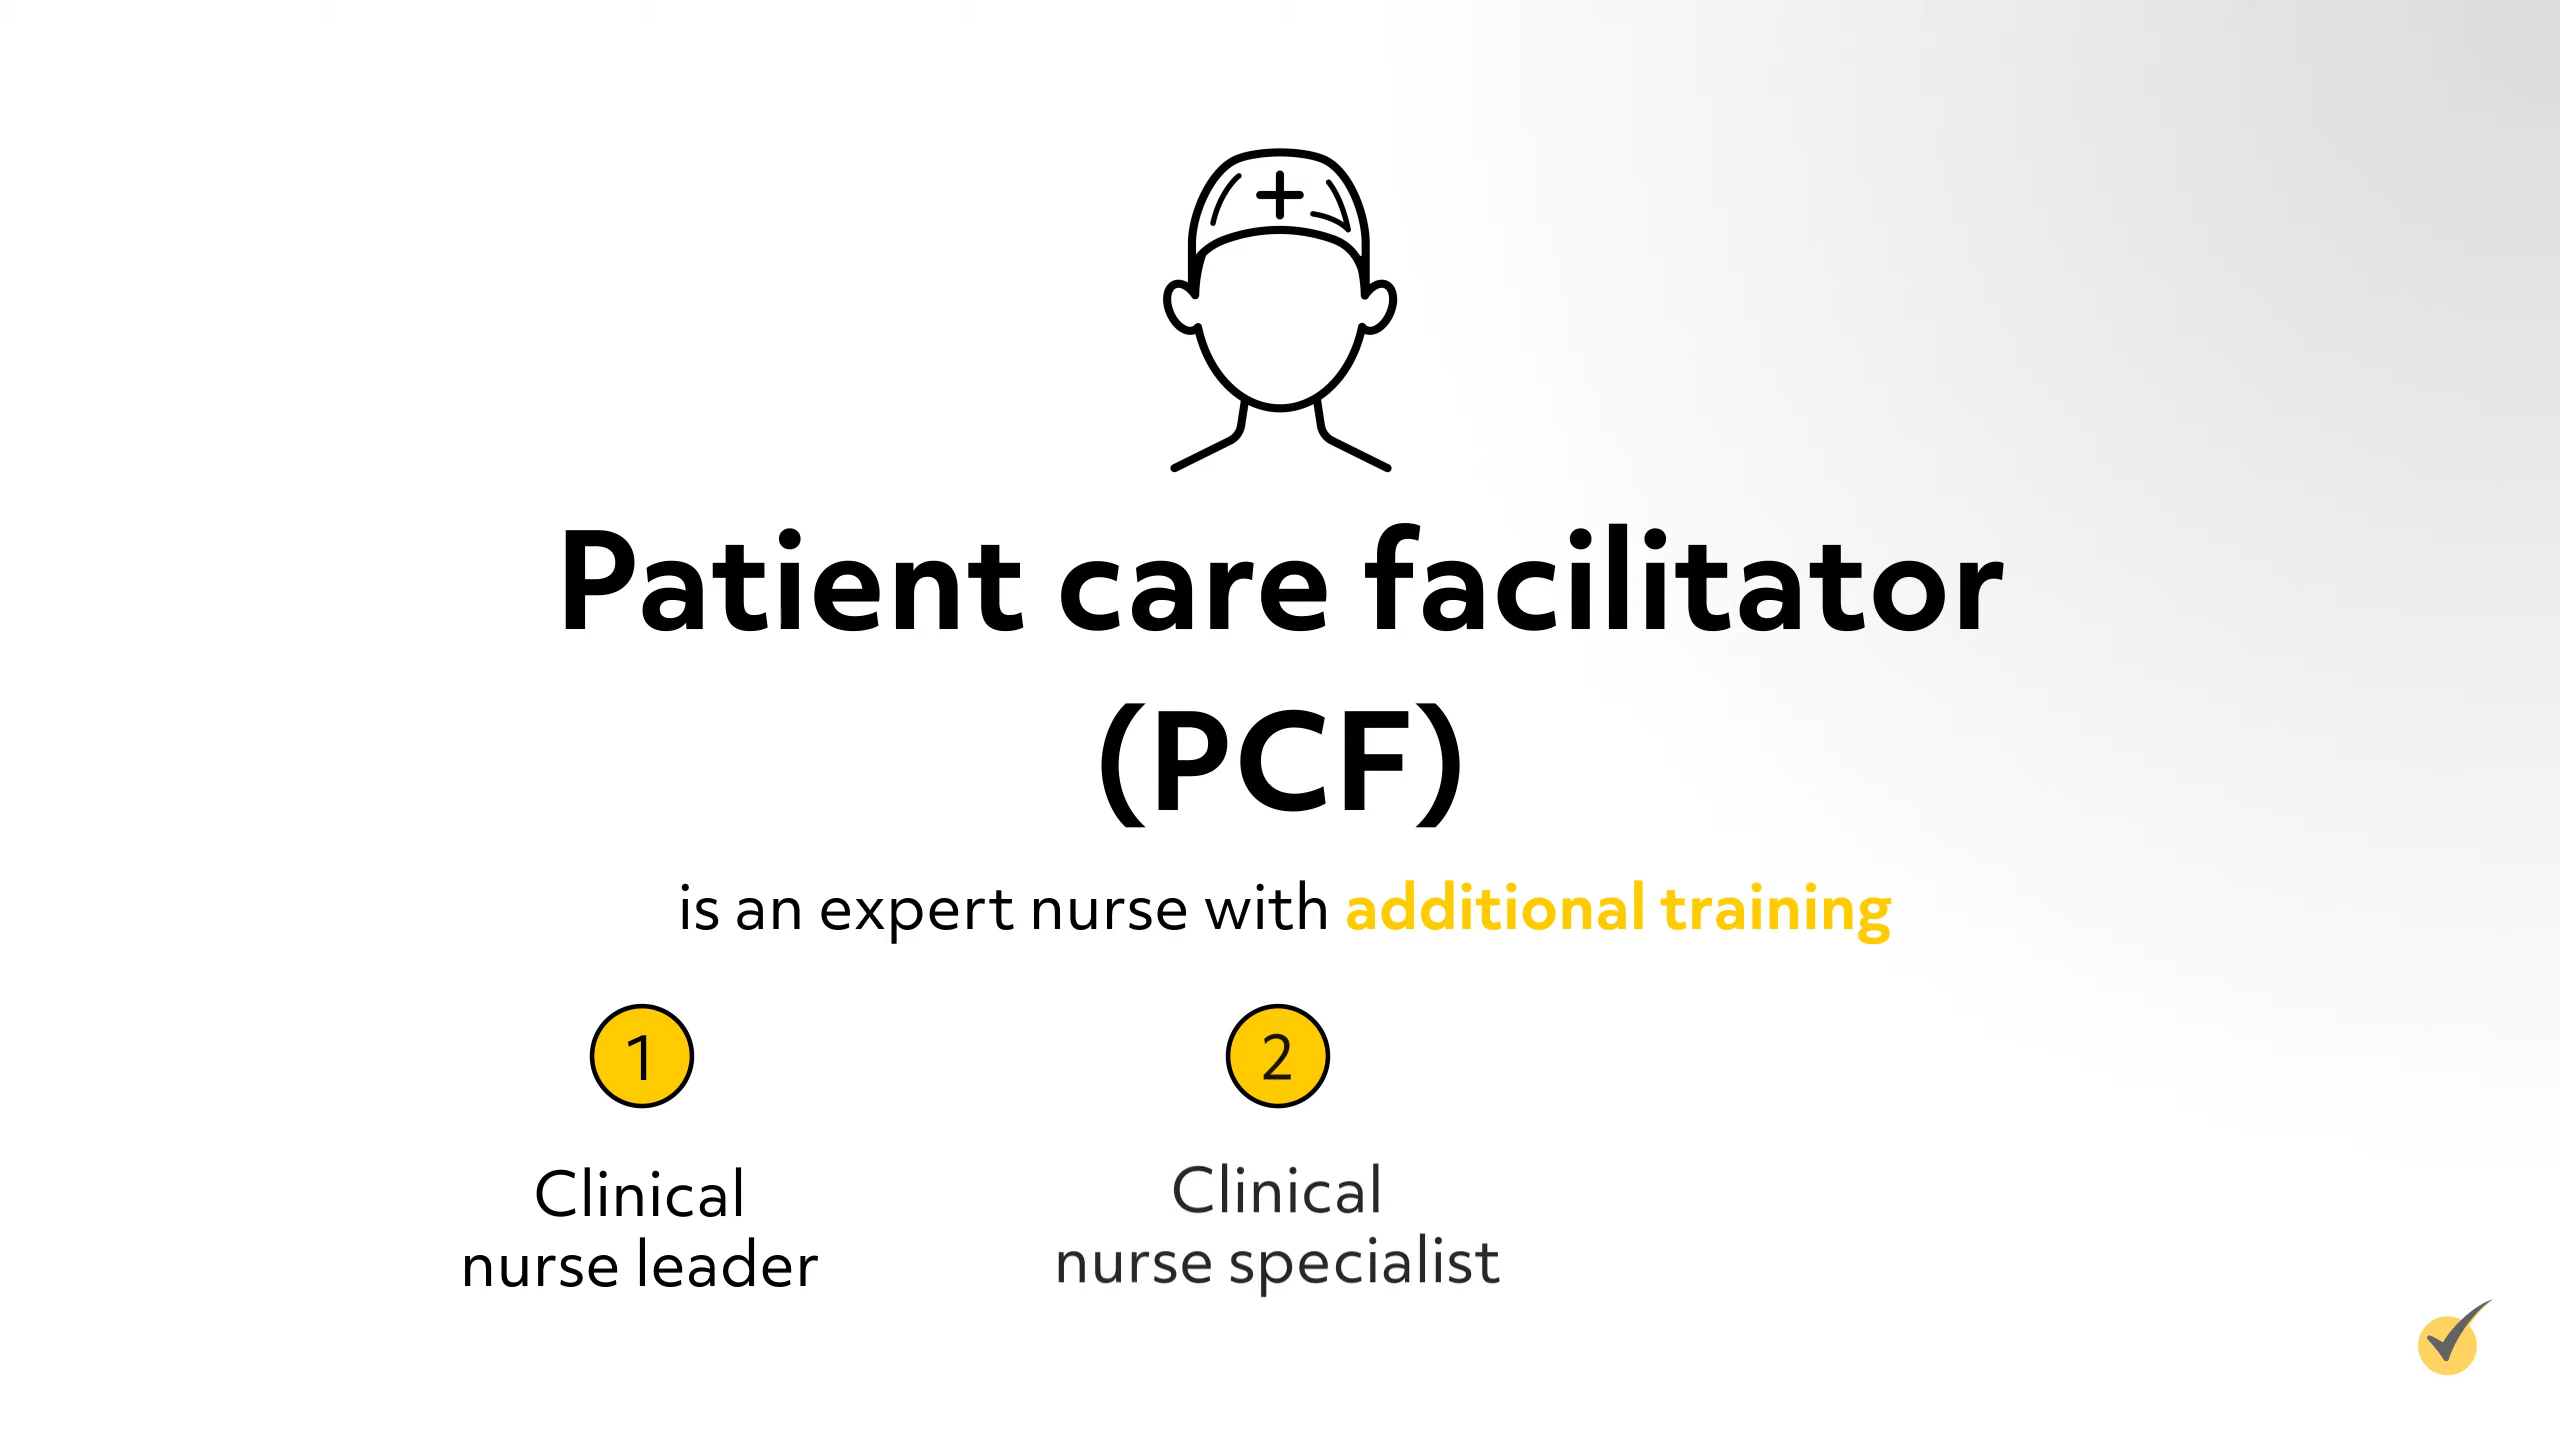 Patient care facilitator
(PCF)
is an expert nurse with additional training
1
2
Clinical
nurse leader
Clinical
nurse specialist